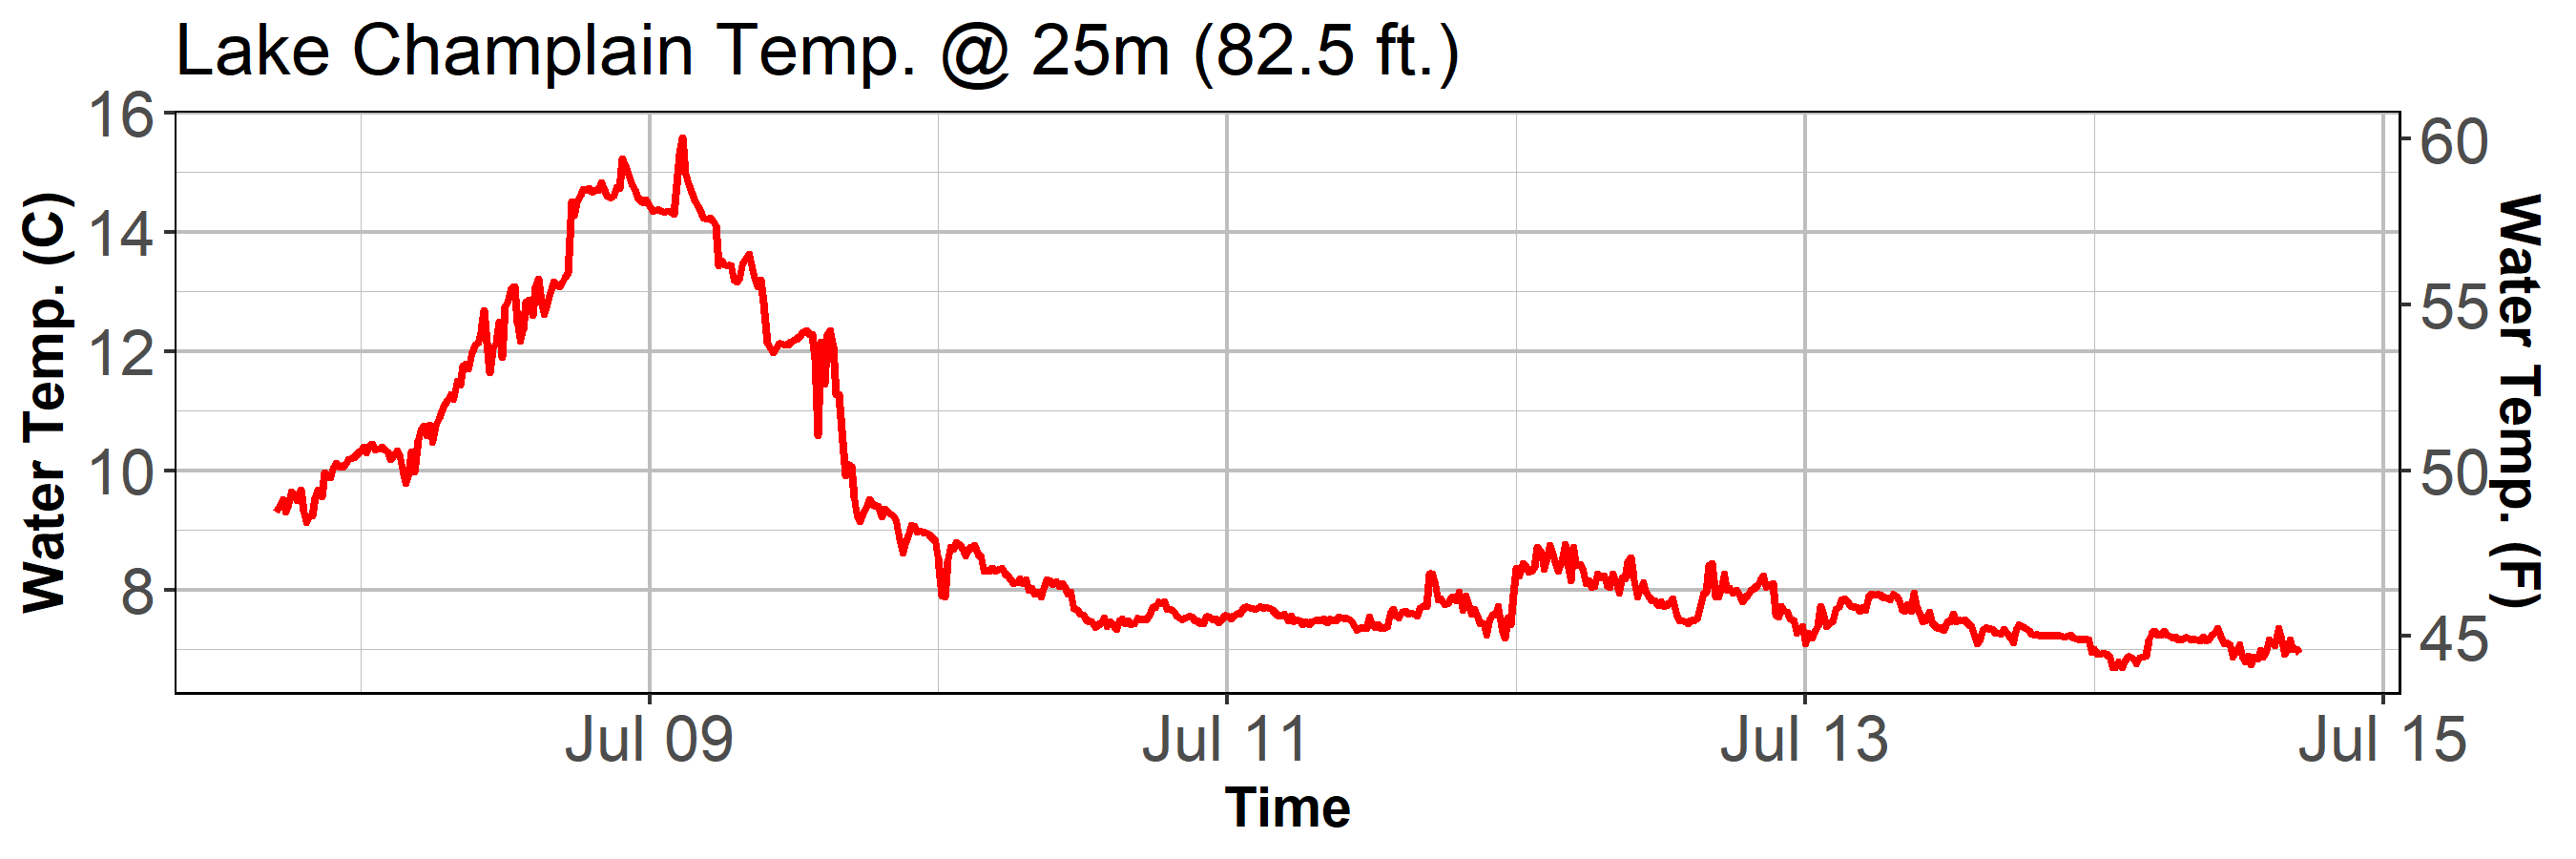 Lake Champlain Temp. @ 25m (82.5 ft.)
Water Temp. (C)
16
14
12
10
8
60
55
50
45
Water Temp. (F)
Jul 09 Jul 11 Jul 13 Jul 15
Time